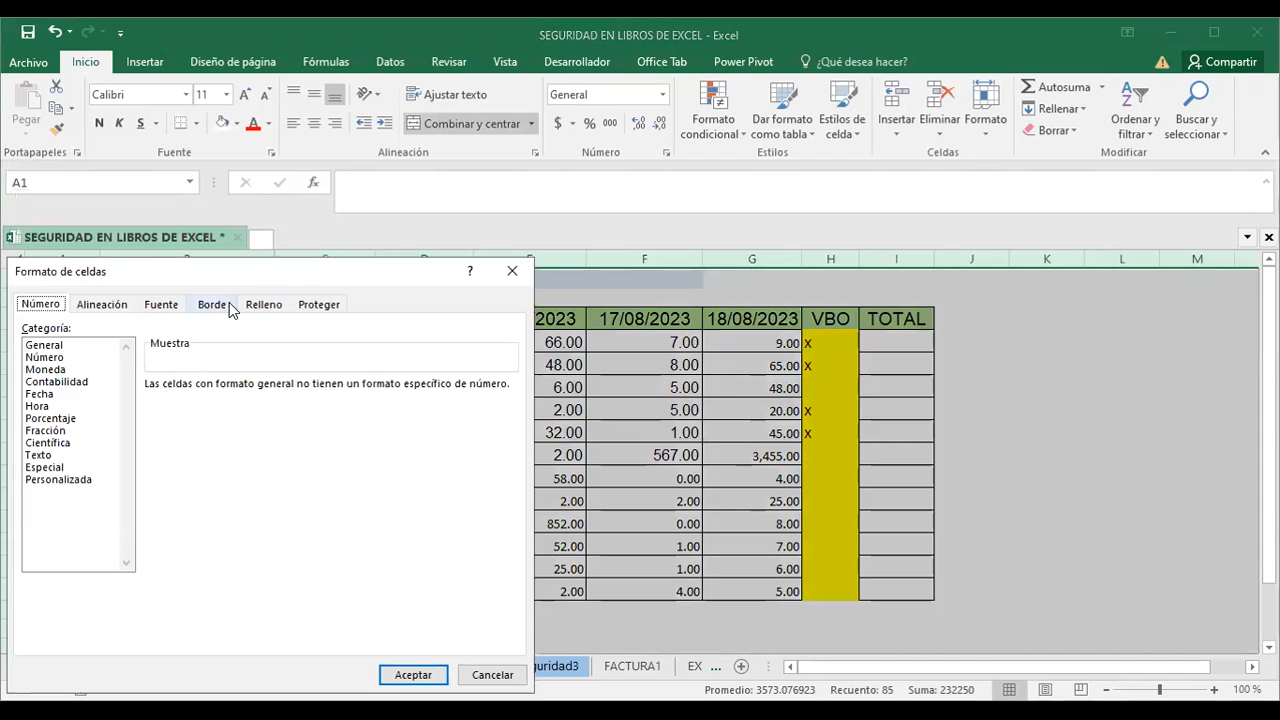 SEGURIDAD EN LIBROS DE EXCEL - Excel
Archivo Inicio Insertar Diseño de página Fórmulas Datos Revisar Vista Desarrollador Office Tab Power Pivot ¿Qué desea hacer? Compartir
Calibri 11 Ajustar texto General Autosuma
Pegar Formato condicional Dar formato como tabla Estilos de celda Insertar Eliminar Formato Rellenar Ordenar y filtrar Buscar y seleccionar
N K S Combinar y centrar $ % 000 Borrar
Portapapeles Fuente Alineación Número Estilos Celdas Modificar
A1 fx
SEGURIDAD EN LIBROS DE EXCEL *
F G H I J K L M
Formato de celdas ?
Número Alineación Fuente Borde Relleno Proteger
Categoría:
General
Número
Moneda
Contabilidad
Fecha
Hora
Porcentaje
Fracción
Científica
Texto
Especial
Personalizada
Muestra
Las celdas con formato general no tienen un formato específico de número.
Aceptar Cancelar
2023 17/08/2023 18/08/2023 VBO TOTAL
66.00 7.00 9.00 X
48.00 8.00 65.00 X
6.00 5.00 48.00
2.00 5.00 20.00 X
32.00 1.00 45.00 X
2.00 567.00 3,455.00
58.00 0.00 4.00
2.00 2.00 25.00
852.00 0.00 8.00
52.00 1.00 7.00
25.00 1.00 6.00
2.00 4.00 5.00
guridad3 FACTURA1 EX ...
Promedio: 3573.076923 Recuento: 85 Suma: 232250 100 %